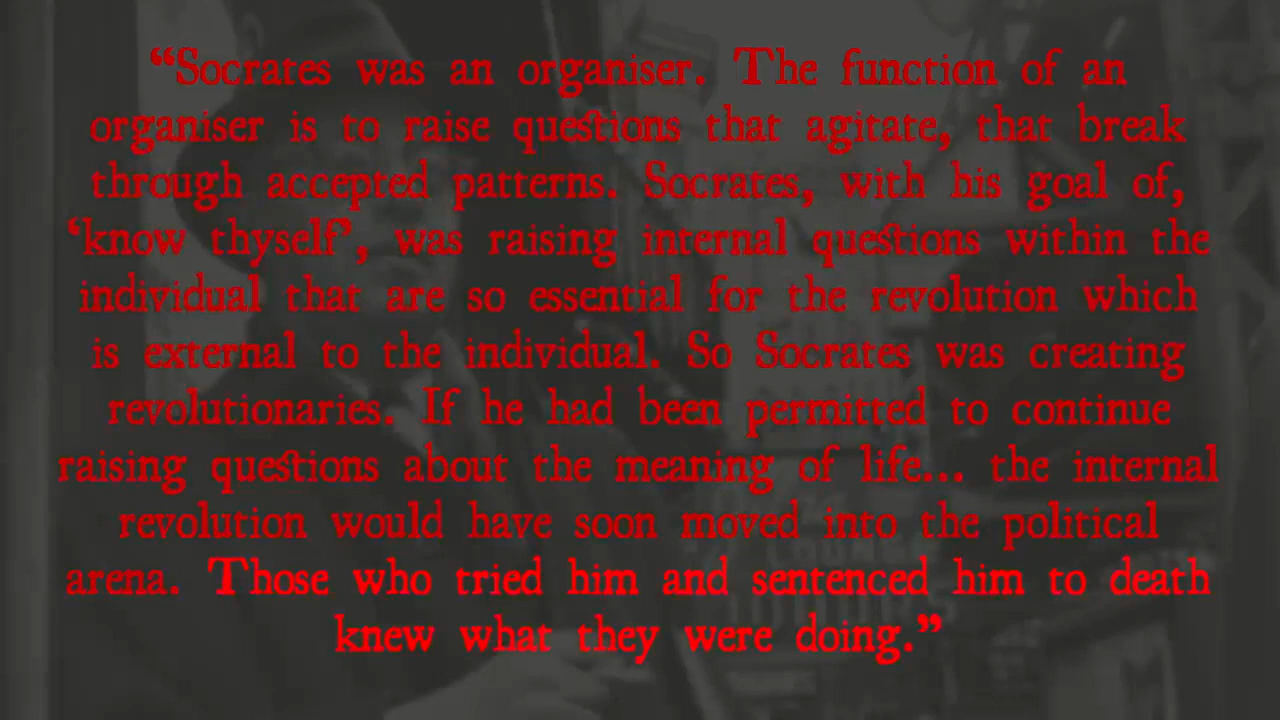 “Socrates was an organiser. The function of an
organiser is to raise questions that agitate, that break
through accepted patterns. Socrates, with his goal of,
‘know thyself’, was raising internal questions within the
individual that are so essential for the revolution which
is external to the individual. So Socrates was creating
revolutionaries. If he had been permitted to continue
raising questions about the meaning of life... the internal
revolution would have soon moved into the political
arena. Those who tried him and sentenced him to death
knew what they were doing.”